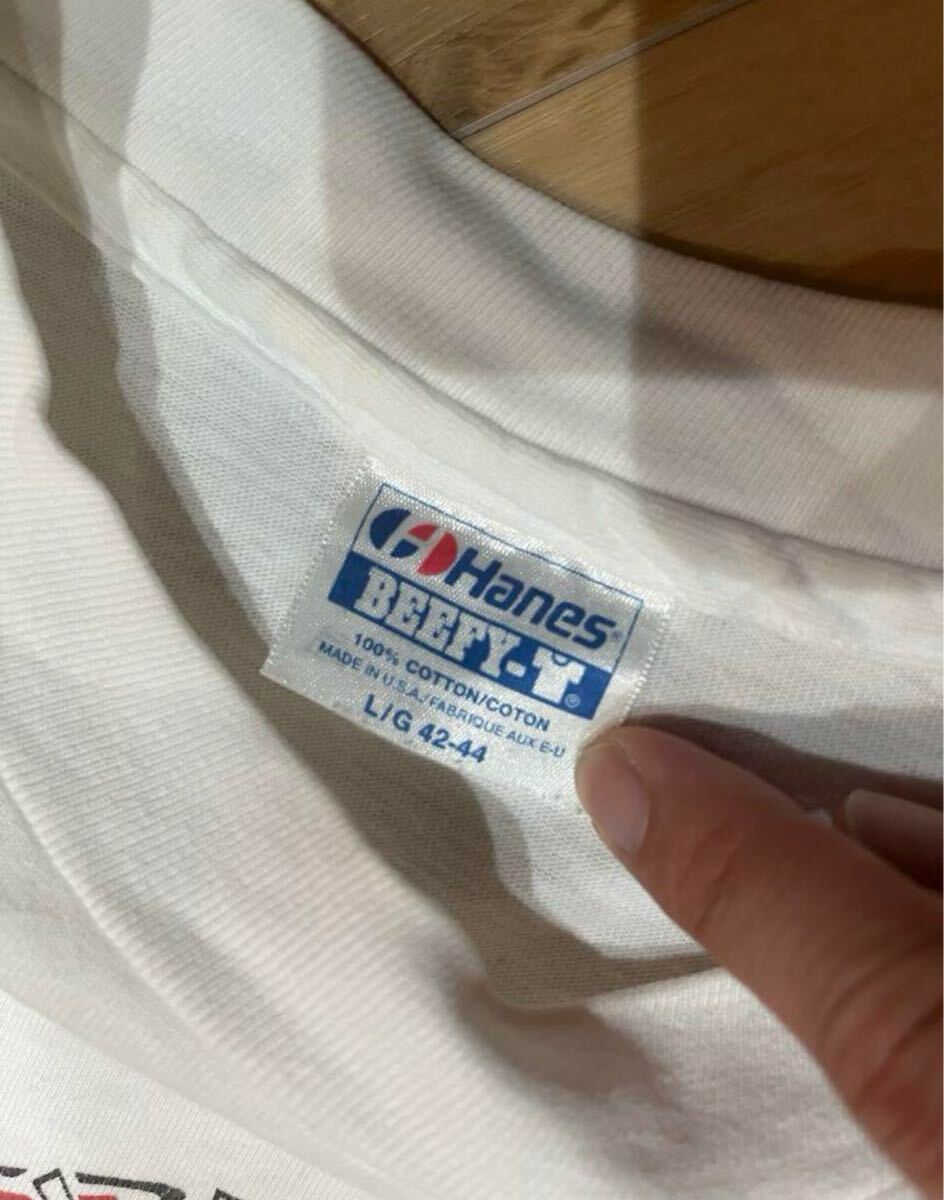 Hanes®
BEEFY-T®
100% COTTON/COTON
MADE IN U.S.A./FABRIQUE AUX E-U
L/G 42-44